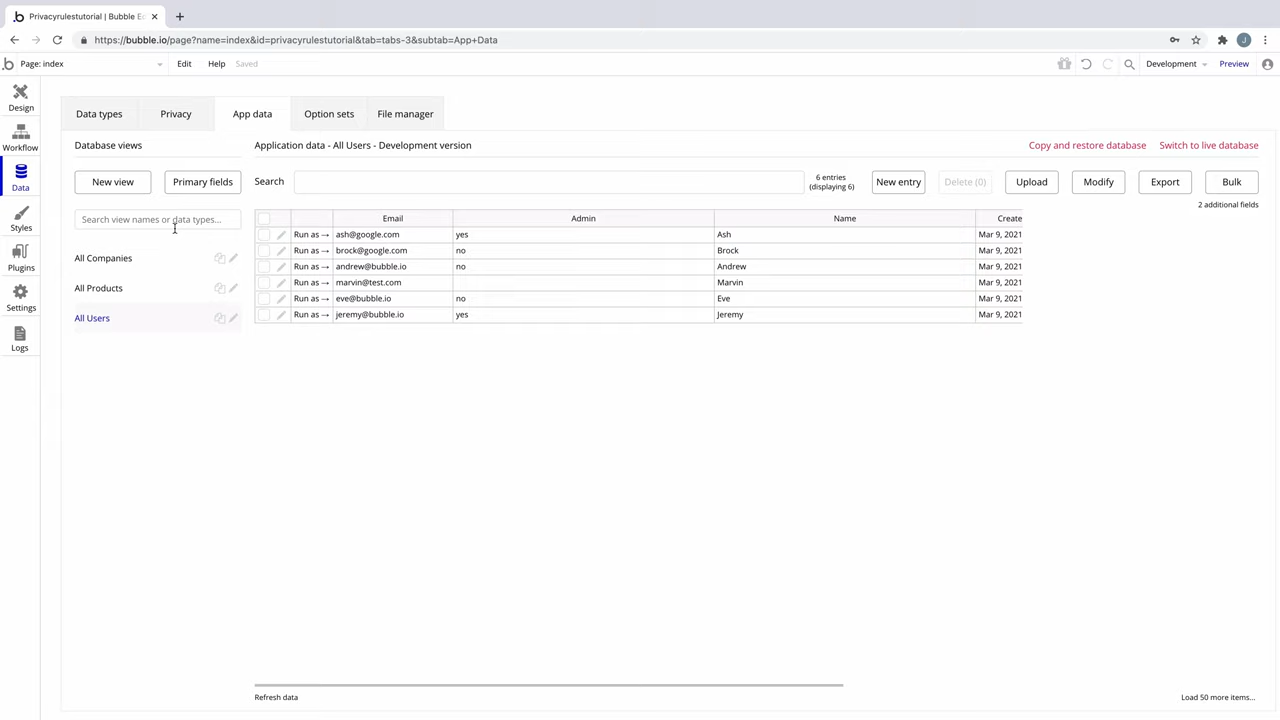 Privacyrulestutorial | Bubble E
https://bubble.io/page?name=index&id=privacyrulestutorial&tab=tabs-3&subtab=App+Data
J
Page: index
Edit
Help
Saved
Development
Preview
Design
Workflow
Data
Styles
Plugins
Settings
Logs
Data types
Privacy
App data
Option sets
File manager
Database views
New view
Primary fields
Search view names or data types...
All Companies
All Products
All Users
Application data - All Users - Development version
Copy and restore database
Switch to live database
Search
6 entries
(displaying 6)
New entry
Delete (0)
Upload
Modify
Export
Bulk
2 additional fields
Email Admin Name Create
Run as → ash@google.com yes Ash Mar 9, 2021
Run as → brock@google.com no Brock Mar 9, 2021
Run as → andrew@bubble.io no Andrew Mar 9, 2021
Run as → marvin@test.com Marvin Mar 9, 2021
Run as → eve@bubble.io no Eve Mar 9, 2021
Run as → jeremy@bubble.io yes Jeremy Mar 9, 2021
Refresh data
Load 50 more items...